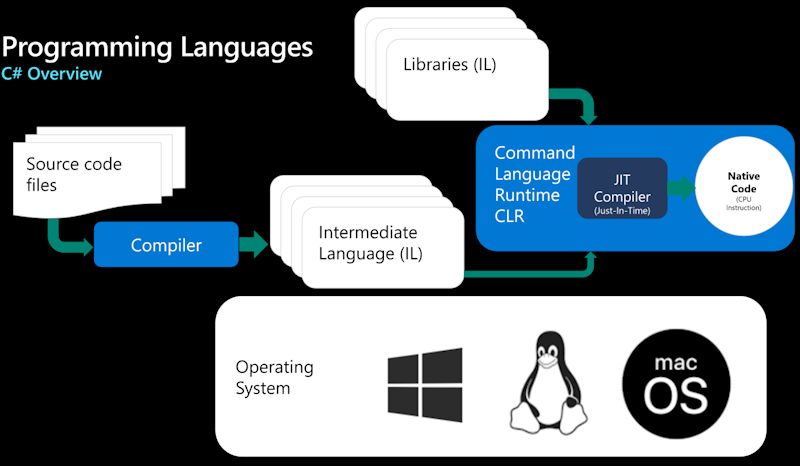 Programming Languages
C# Overview
Libraries (IL)
Source code
files
Compiler
Intermediate
Language (IL)
Command
Language
Runtime
CLR
JIT
Compiler
(Just-In-Time)
Native
Code
(CPU
Instruction)
Operating
System
mac
OS